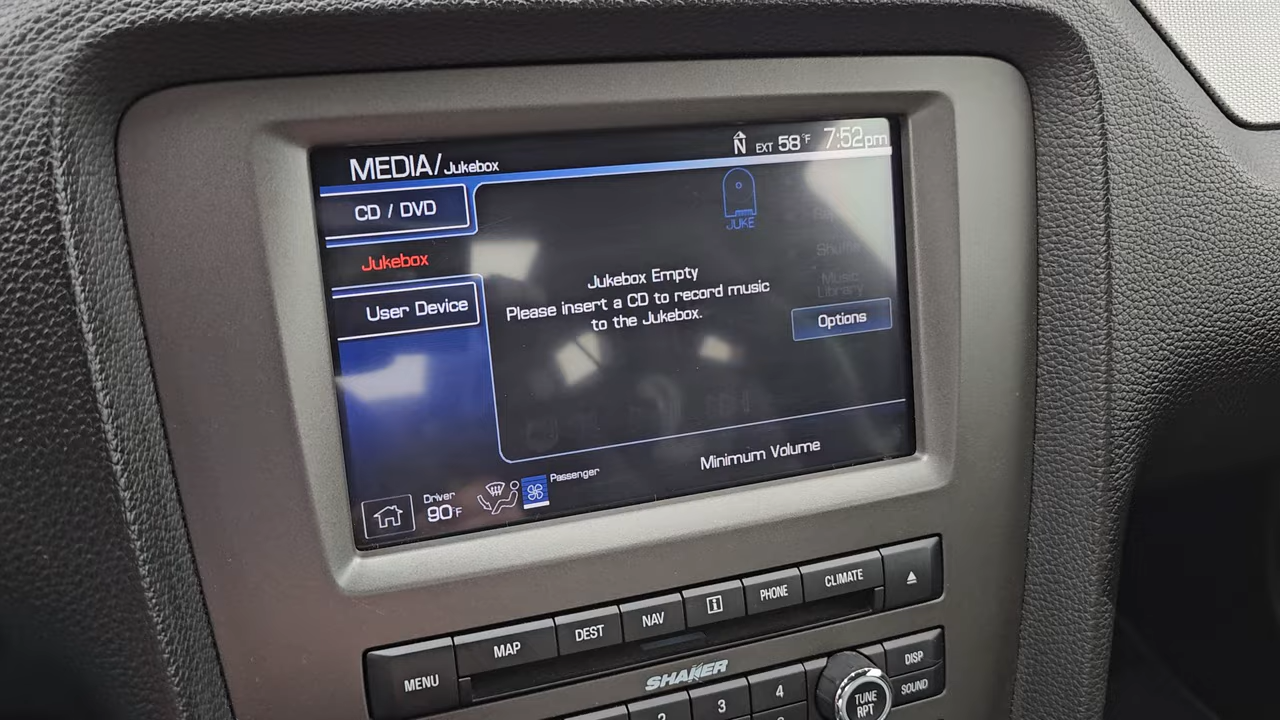 MEDIA/Jukebox
N EXT 58°F 7:52pm
CD / DVD
JUKE
Jukebox
Shuffle
Jukebox Empty
Music
Library
User Device
Please insert a CD to record music
to the Jukebox.
Options
Minimum Volume
Driver
90°F
Passenger
MENU
MAP
DEST
NAV
i
PHONE
CLIMATE
SHAKER
2
3
4
TUNE
RPT
DISP
SOUND